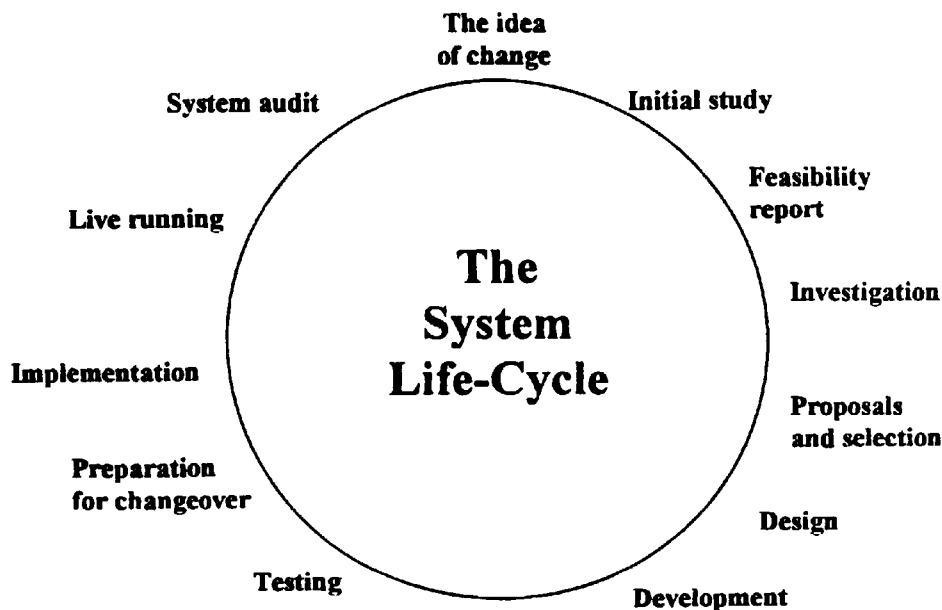 The idea
of change
Initial study
Feasibility
report
Investigation
Proposals
and selection
Design
Development
Testing
Preparation
for changeover
Implementation
Live running
System audit
The
System
Life-Cycle